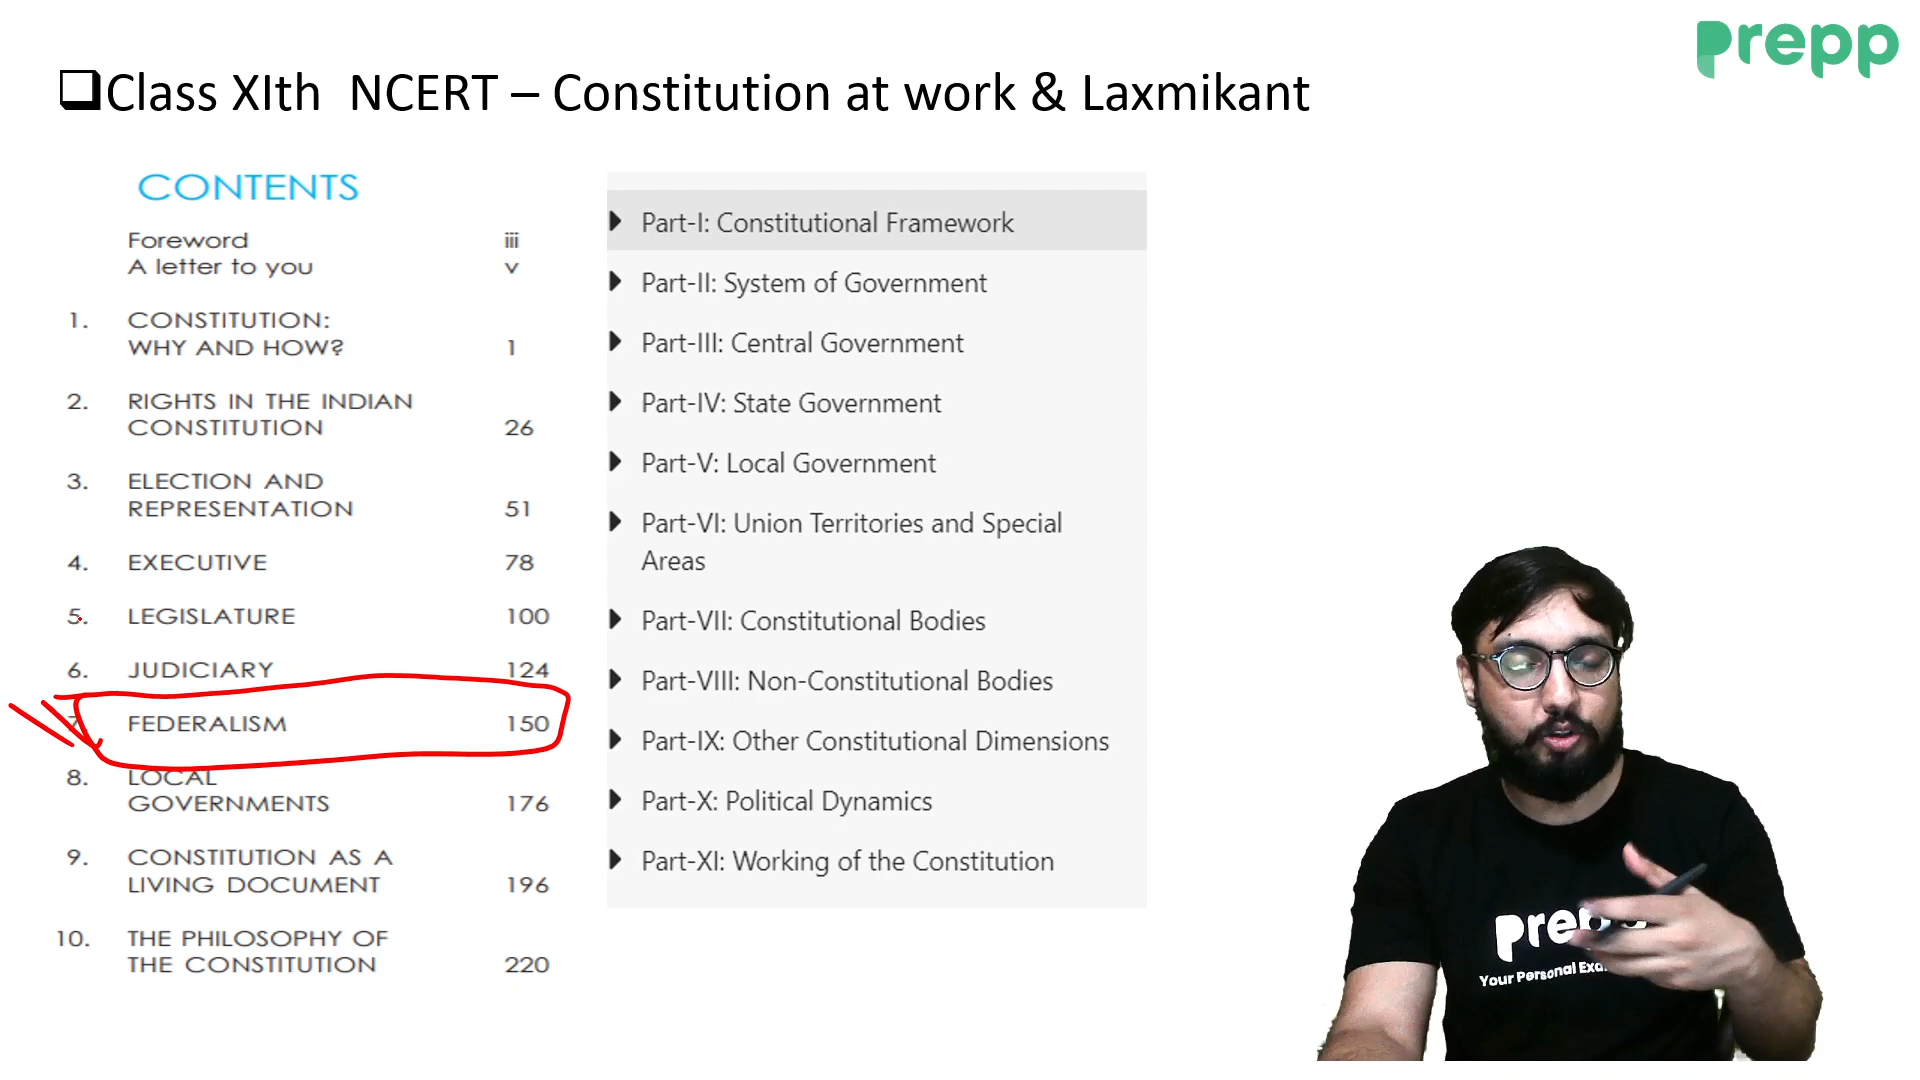 prepp
Class XIth NCERT – Constitution at work & Laxmikant
CONTENTS
Foreword iii
A letter to you v
1. CONSTITUTION:
WHY AND HOW? 1
2. RIGHTS IN THE INDIAN
CONSTITUTION 26
3. ELECTION AND
REPRESENTATION 51
4. EXECUTIVE 78
5. LEGISLATURE 100
6. JUDICIARY 124
7. FEDERALISM 150
8. LOCAL
GOVERNMENTS 176
9. CONSTITUTION AS A
LIVING DOCUMENT 196
10. THE PHILOSOPHY OF
THE CONSTITUTION 220
Part-I: Constitutional Framework
Part-II: System of Government
Part-III: Central Government
Part-IV: State Government
Part-V: Local Government
Part-VI: Union Territories and Special
Areas
Part-VII: Constitutional Bodies
Part-VIII: Non-Constitutional Bodies
Part-IX: Other Constitutional Dimensions
Part-X: Political Dynamics
Part-XI: Working of the Constitution
Your Personal